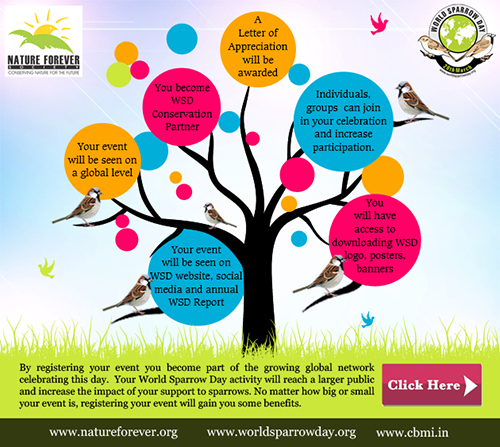 NATURE FOREVER
SOCIETY
CONSERVING NATURE FOR THE FUTURE
WORLD SPARROW DAY
20th March
A
Letter of
Appreciation
will be
awarded
You become
WSD
Conservation
Partner
Individuals,
groups can join
in your celebration
and increase
participation.
Your event
will be seen on
a global level
You
will have
access to
downloading WSD
logo, posters,
banners
Your event
will be seen on
WSD website, social
media and annual
WSD Report
By registering your event you become part of the growing global network
celebrating this day. Your World Sparrow Day activity will reach a larger public
and increase the impact of your support to sparrows. No matter how big or small
your event is, registering your event will gain you some benefits.
Click Here
www.natureforever.org www.worldsparrowday.org www.cbmi.in